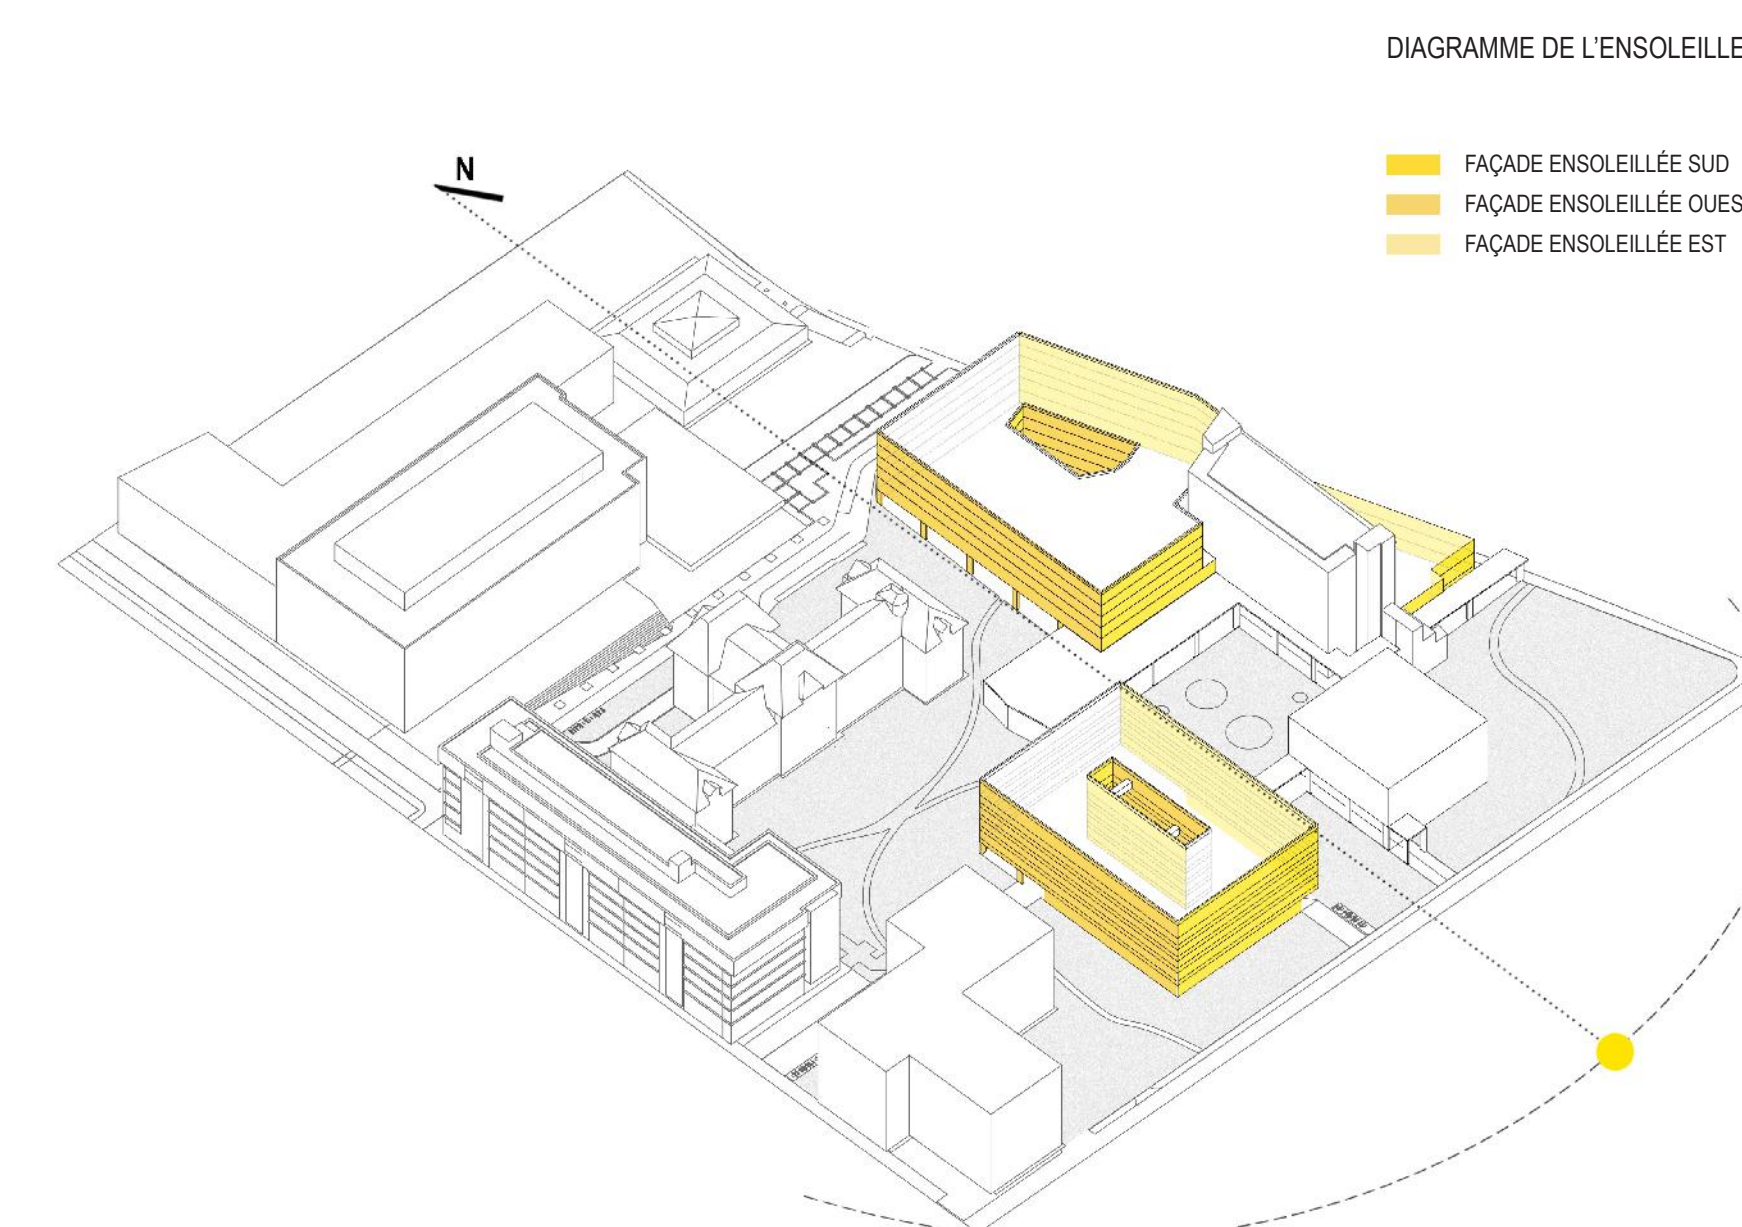 DIAGRAMME DE L'ENSOLEILLE
FAÇADE ENSOLEILLÉE SUD
FAÇADE ENSOLEILLÉE OUES
FAÇADE ENSOLEILLÉE EST
N